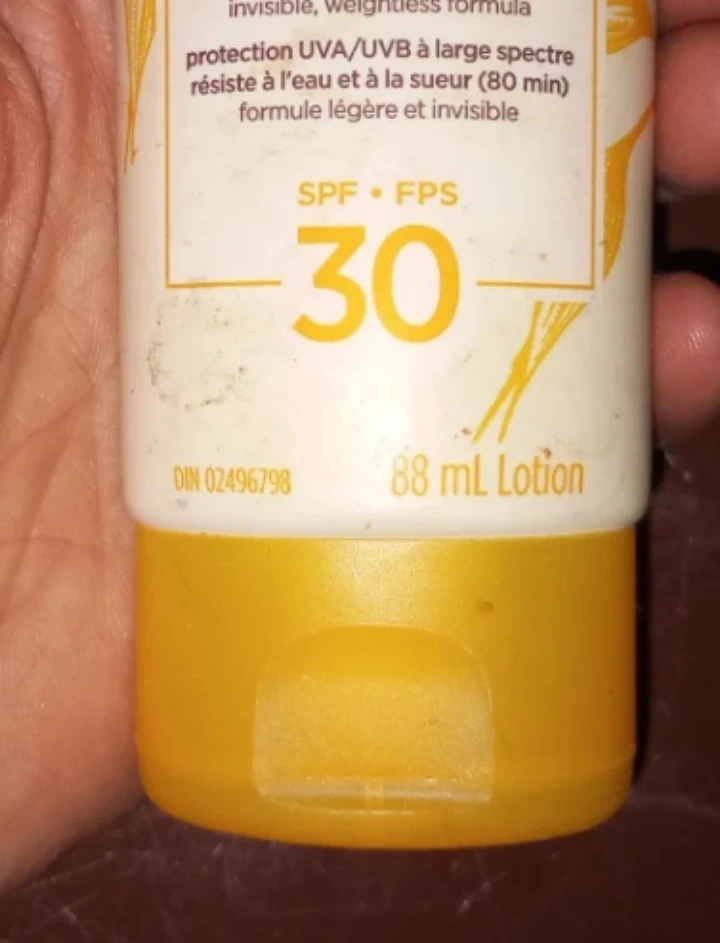 invisible, weightless formula
protection UVA/UVB à large spectre
résiste à l'eau et à la sueur (80 min)
formule légère et invisible
SPF • FPS
30
DIN 02496798
88 mL Lotion